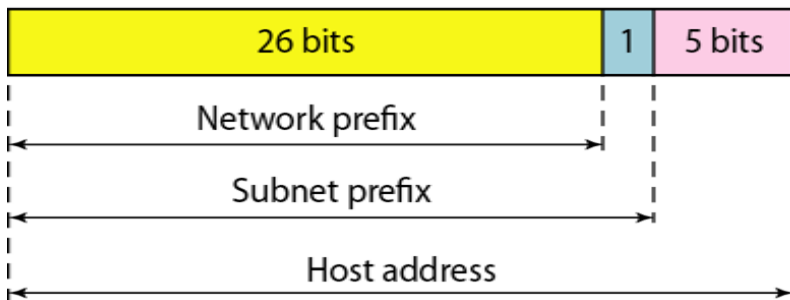 26 bits 1 5 bits
Network prefix
Subnet prefix
Host address